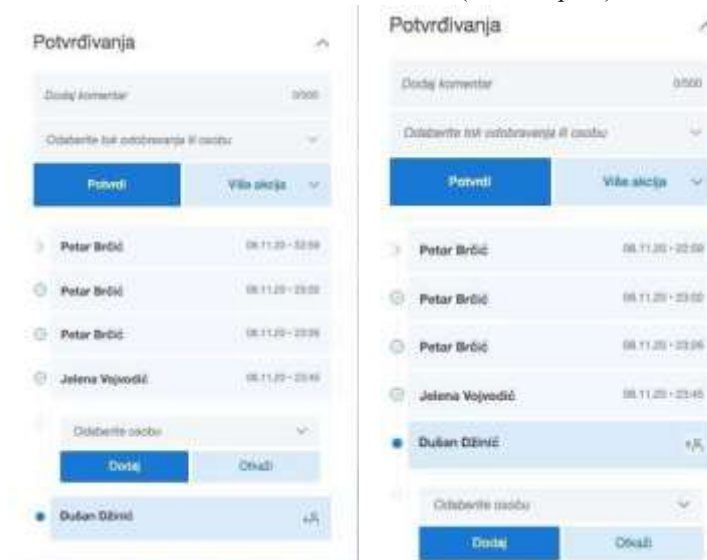 Potvrđivanja
Dodaj komentar 0/500
Odaberite tok odobravanja ili osobu
Potvrdi Više akcija
Petar Brčić 08.11.20 - 22:59
Petar Brčić 08.11.20 - 23:02
Petar Brčić 08.11.20 - 23:26
Jelena Vojvodić 08.11.20 - 23:45
Odaberite osobu
Dodaj Otkaži
Dušan Džinić
Potvrđivanja
Dodaj komentar 0/500
Odaberite tok odobravanja ili osobu
Potvrdi Više akcija
Petar Brčić 08.11.20 - 22:59
Petar Brčić 08.11.20 - 23:02
Petar Brčić 08.11.20 - 23:26
Jelena Vojvodić 08.11.20 - 23:45
Dušan Džinić
Odaberite osobu
Dodaj Otkaži